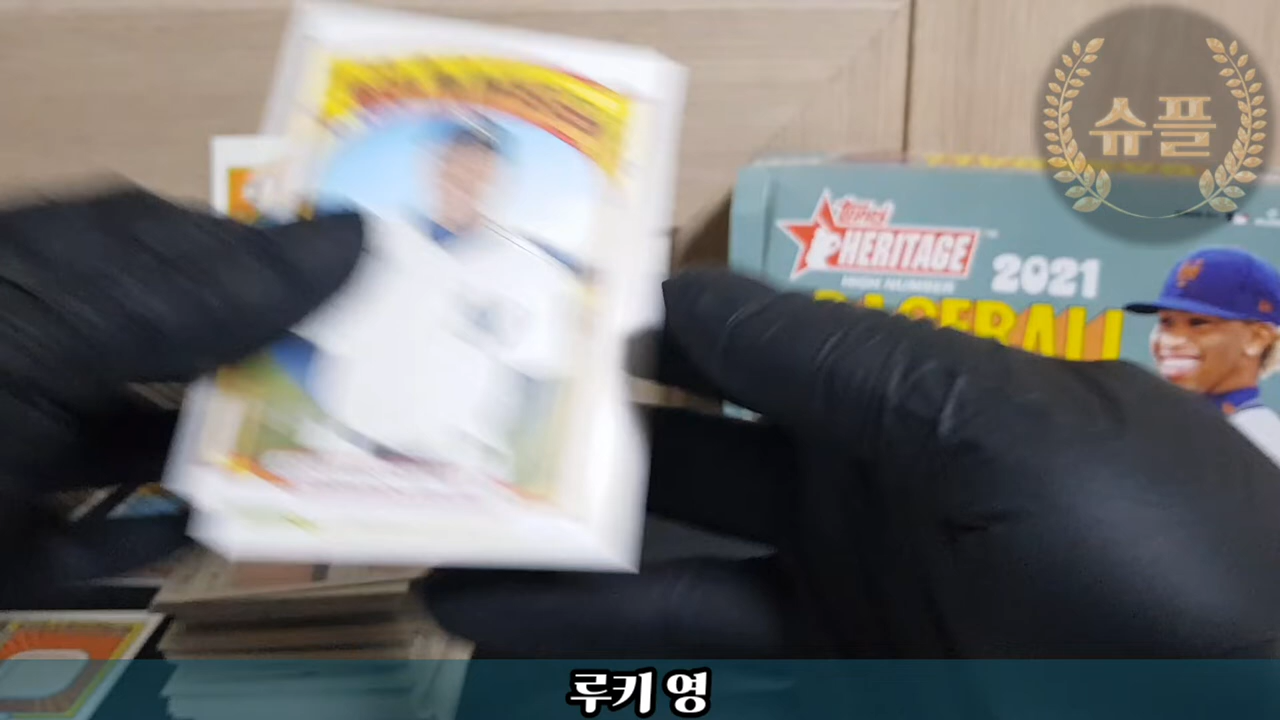 슈플
Topps
HERITAGE
HIGH NUMBER
2021
BASEBALL
루키 영